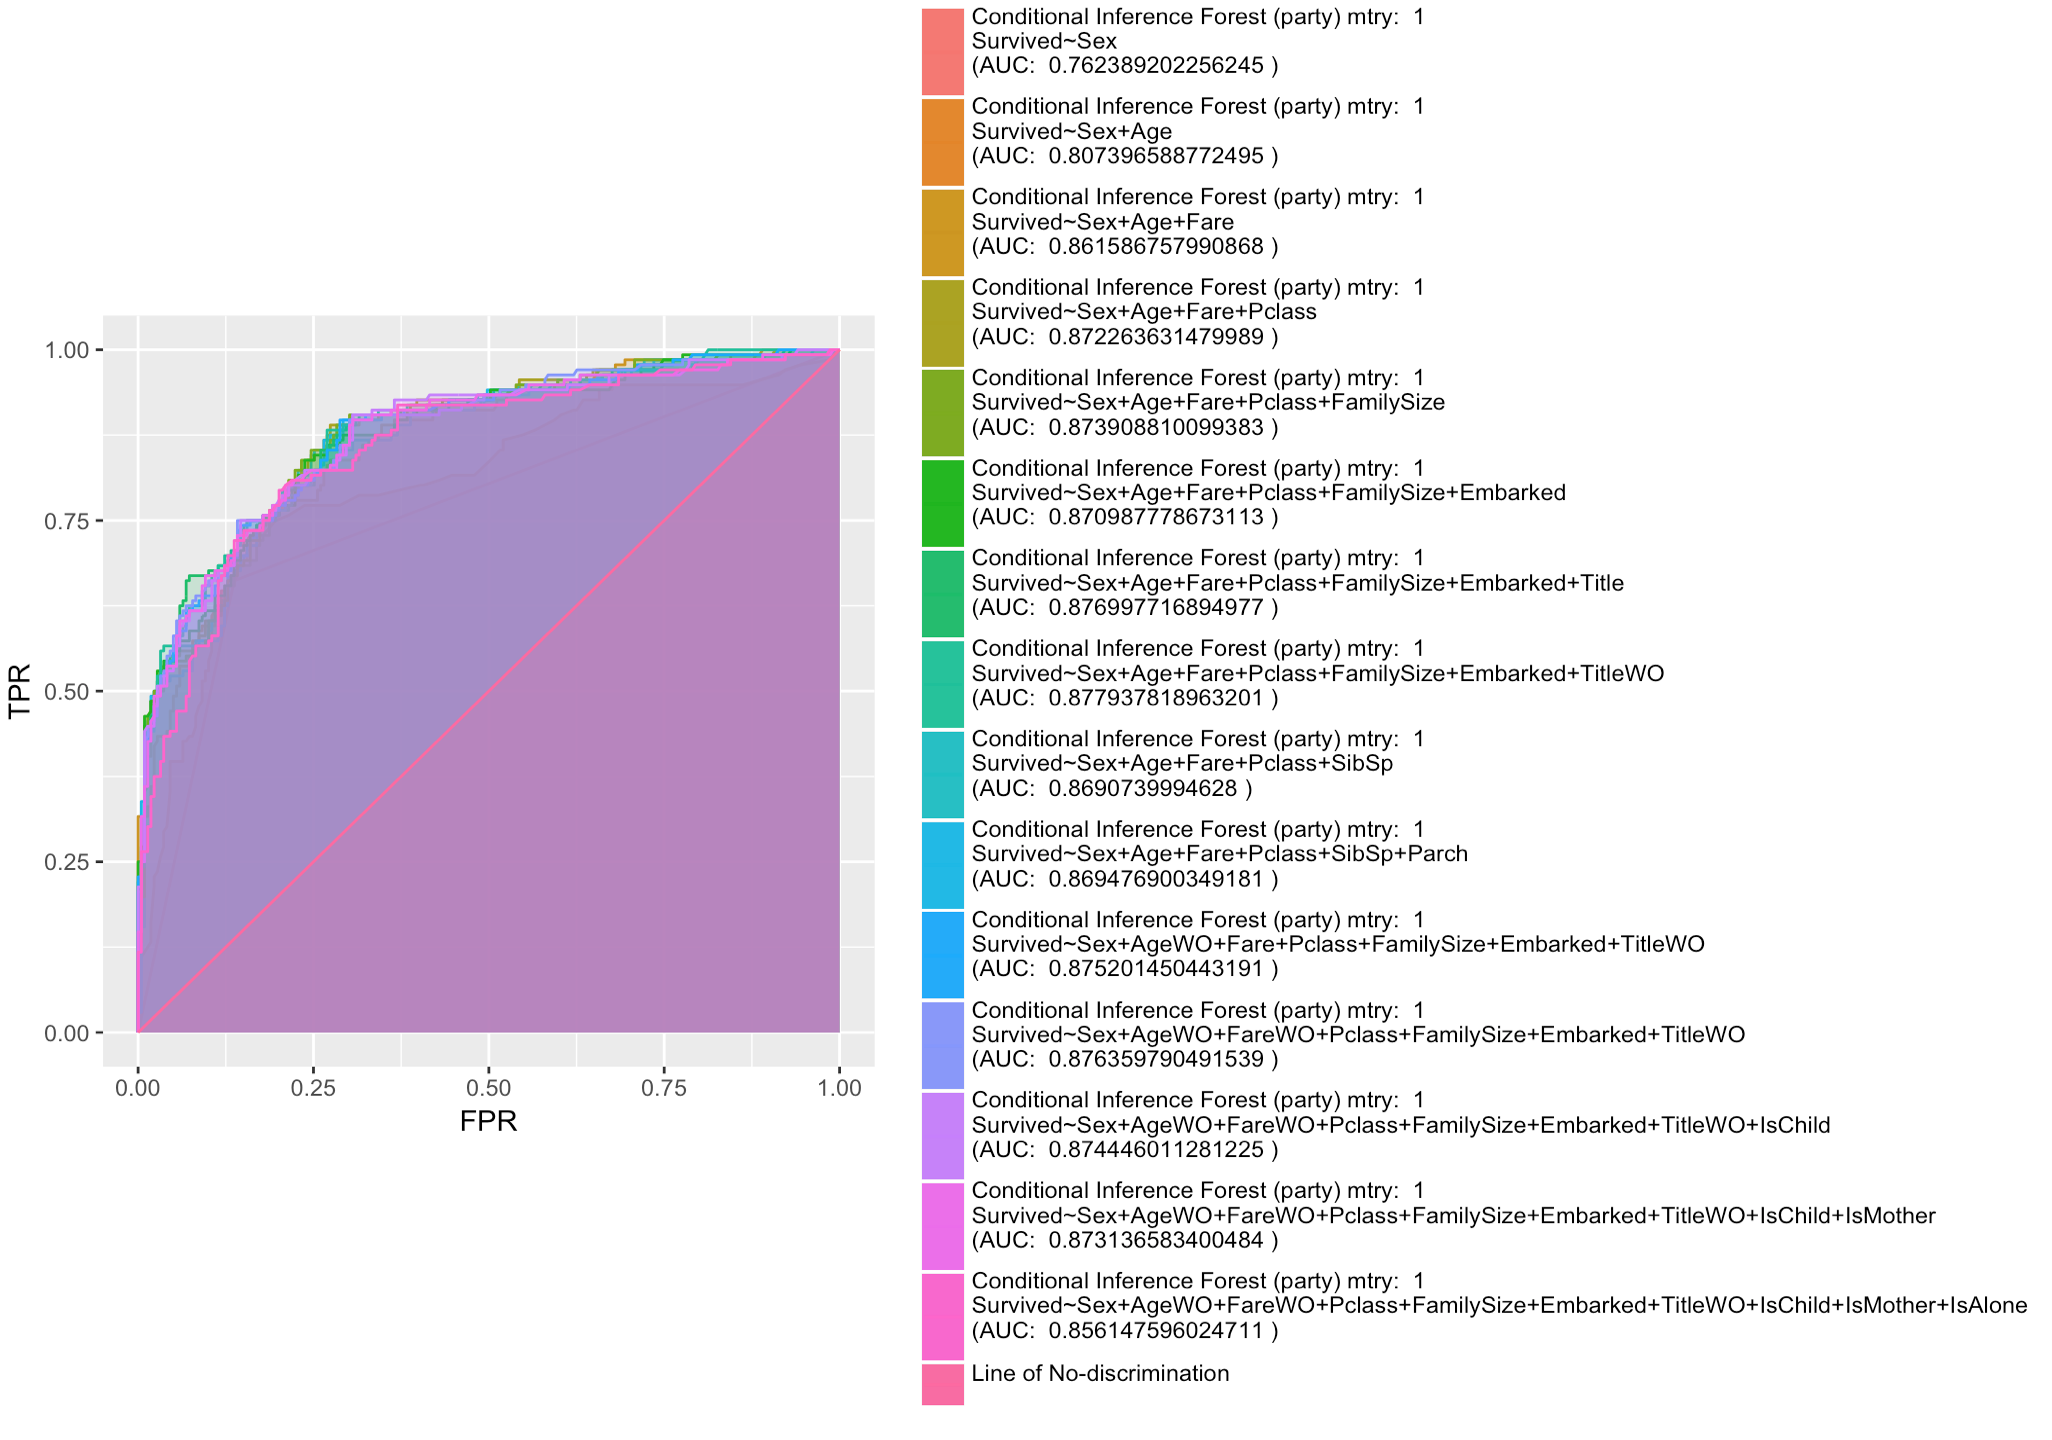 TPR
1.00
0.75
0.50
0.25
0.00
0.00 0.25 0.50 0.75 1.00
FPR
Conditional Inference Forest (party) mtry:  1
Survived~Sex
(AUC:  0.762389202256245 )
Conditional Inference Forest (party) mtry:  1
Survived~Sex+Age
(AUC:  0.807396588772495 )
Conditional Inference Forest (party) mtry:  1
Survived~Sex+Age+Fare
(AUC:  0.861586757990868 )
Conditional Inference Forest (party) mtry:  1
Survived~Sex+Age+Fare+Pclass
(AUC:  0.872263631479989 )
Conditional Inference Forest (party) mtry:  1
Survived~Sex+Age+Fare+Pclass+FamilySize
(AUC:  0.873908810099383 )
Conditional Inference Forest (party) mtry:  1
Survived~Sex+Age+Fare+Pclass+FamilySize+Embarked
(AUC:  0.870987778673113 )
Conditional Inference Forest (party) mtry:  1
Survived~Sex+Age+Fare+Pclass+FamilySize+Embarked+Title
(AUC:  0.876997716894977 )
Conditional Inference Forest (party) mtry:  1
Survived~Sex+Age+Fare+Pclass+FamilySize+Embarked+TitleWO
(AUC:  0.877937818963201 )
Conditional Inference Forest (party) mtry:  1
Survived~Sex+Age+Fare+Pclass+SibSp
(AUC:  0.8690739994628 )
Conditional Inference Forest (party) mtry:  1
Survived~Sex+Age+Fare+Pclass+SibSp+Parch
(AUC:  0.869476900349181 )
Conditional Inference Forest (party) mtry:  1
Survived~Sex+AgeWO+Fare+Pclass+FamilySize+Embarked+TitleWO
(AUC:  0.875201450443191 )
Conditional Inference Forest (party) mtry:  1
Survived~Sex+AgeWO+FareWO+Pclass+FamilySize+Embarked+TitleWO
(AUC:  0.876359790491539 )
Conditional Inference Forest (party) mtry:  1
Survived~Sex+AgeWO+FareWO+Pclass+FamilySize+Embarked+TitleWO+IsChild
(AUC:  0.874446011281225 )
Conditional Inference Forest (party) mtry:  1
Survived~Sex+AgeWO+FareWO+Pclass+FamilySize+Embarked+TitleWO+IsChild+IsMother
(AUC:  0.873136583400484 )
Conditional Inference Forest (party) mtry:  1
Survived~Sex+AgeWO+FareWO+Pclass+FamilySize+Embarked+TitleWO+IsChild+IsMother+IsAlone
(AUC:  0.856147596024711 )
Line of No-discrimination